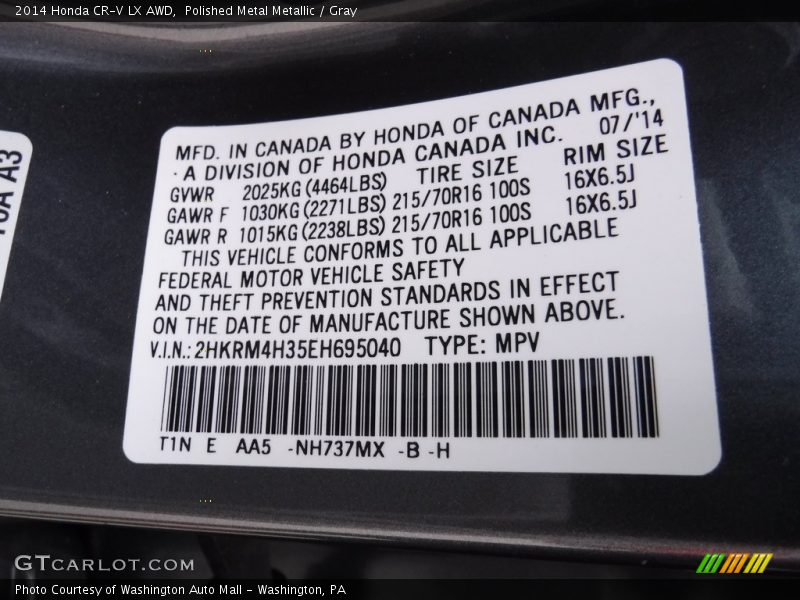 2014 Honda CR-V LX AWD, Polished Metal Metallic / Gray
10A A3
MFD. IN CANADA BY HONDA OF CANADA MFG.,
A DIVISION OF HONDA CANADA INC. 07/'14
GVWR 2025KG (4464LBS) TIRE SIZE RIM SIZE
GAWR F 1030KG (2271LBS) 215/70R16 100S 16X6.5J
GAWR R 1015KG (2238LBS) 215/70R16 100S 16X6.5J
THIS VEHICLE CONFORMS TO ALL APPLICABLE
FEDERAL MOTOR VEHICLE SAFETY
AND THEFT PREVENTION STANDARDS IN EFFECT
ON THE DATE OF MANUFACTURE SHOWN ABOVE.
V.I.N.: 2HKRM4H35EH695040 TYPE: MPV
T1N E AA5 -NH737MX -B -H
GTCARLOT.COM
Photo Courtesy of Washington Auto Mall - Washington, PA